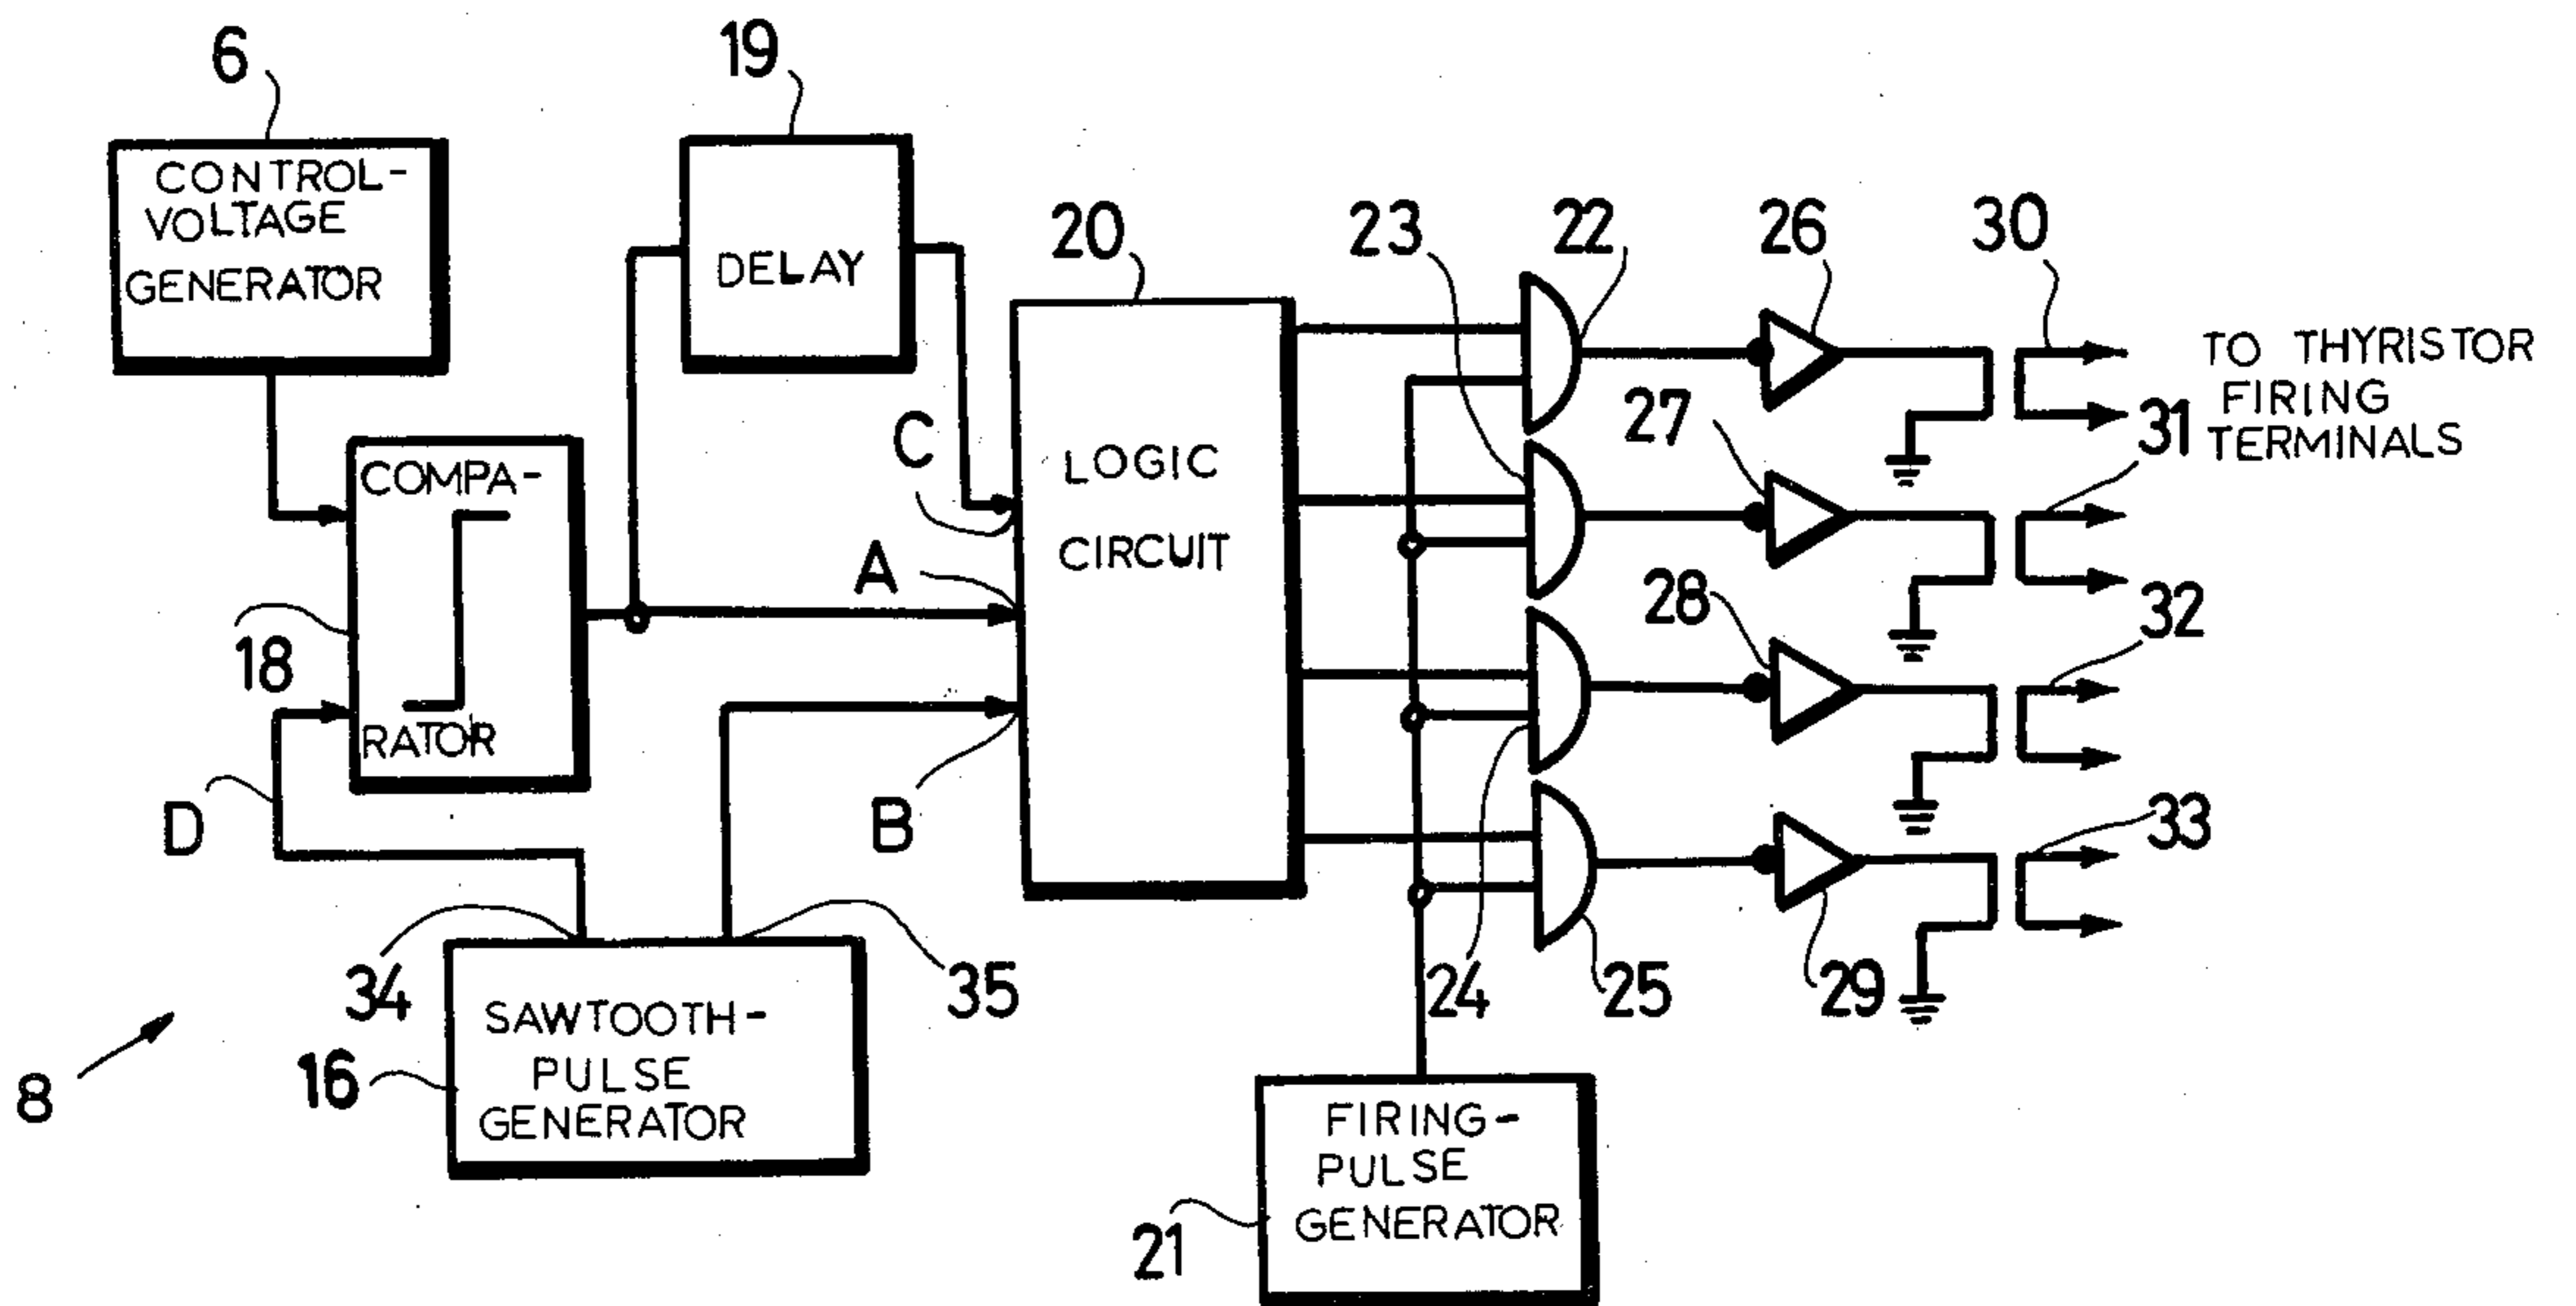 6
19
CONTROL-
VOLTAGE
GENERATOR
DELAY
20
23
22
26
30
TO THYRISTOR
FIRING
TERMINALS
27
31
COMPA-
RATOR
C
LOGIC
CIRCUIT
A
18
28
32
D
B
33
34
35
24
25
29
SAWTOOTH-
PULSE
GENERATOR
16
8
FIRING-
PULSE
GENERATOR
21